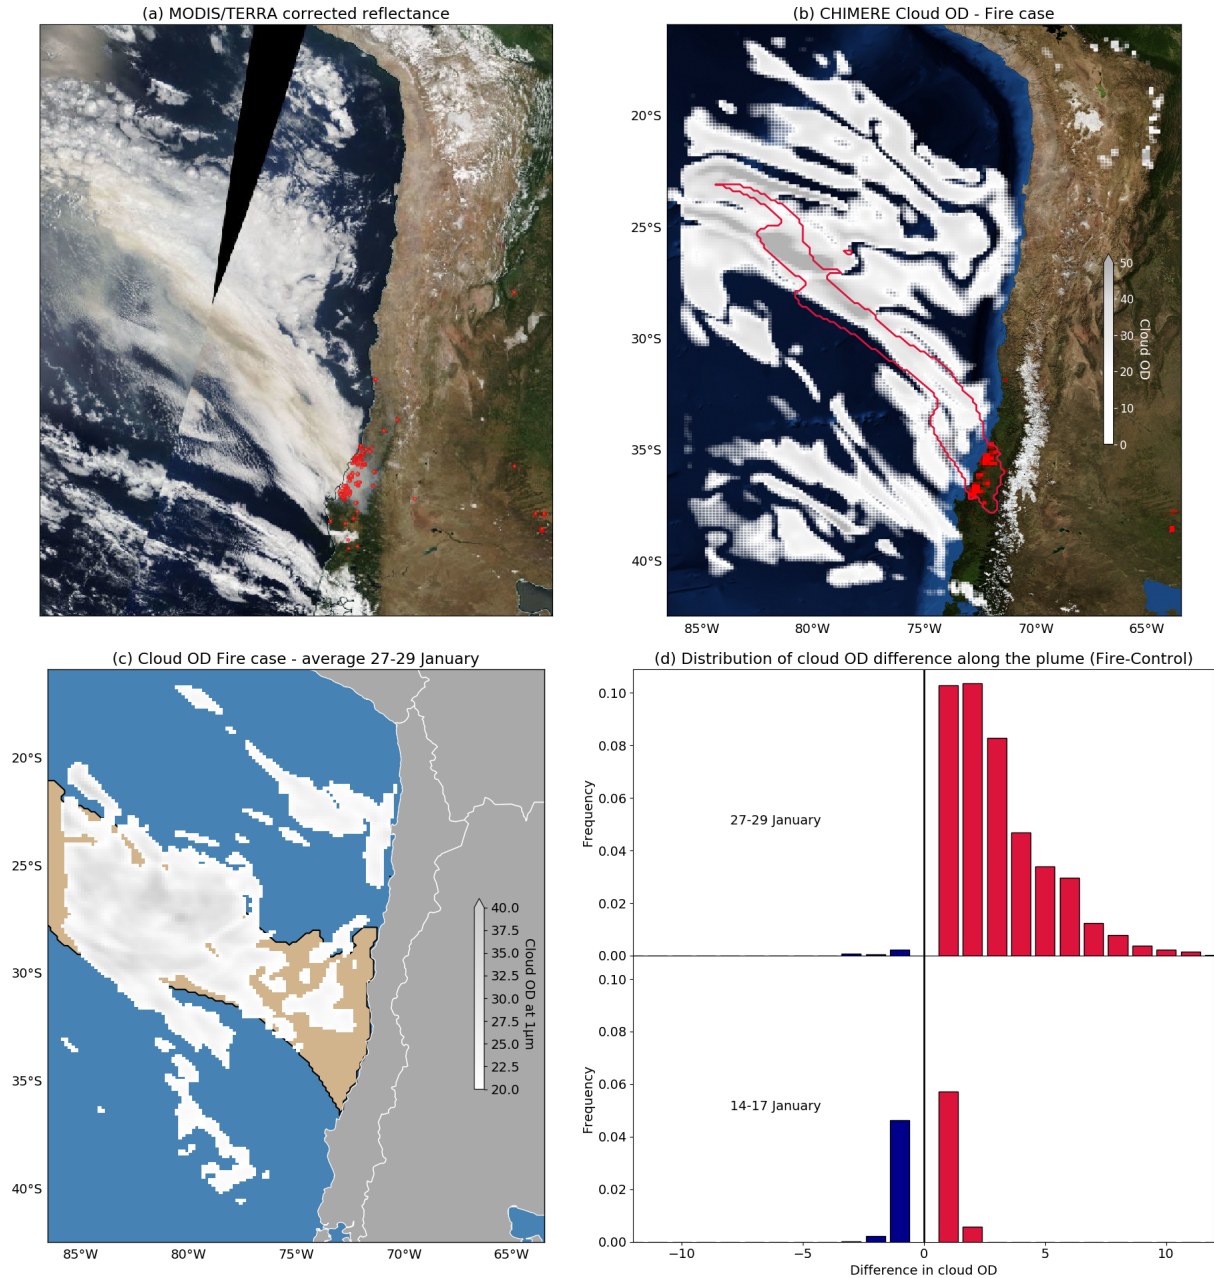 (a) MODIS/TERRA corrected reflectance
(b) CHIMERE Cloud OD - Fire case
20°S
25°S
30°S
35°S
40°S
50
40
30
20
10
0
Cloud OD
85°W
80°W
75°W
70°W
65°W
(c) Cloud OD Fire case - average 27-29 January
20°S
25°S
30°S
35°S
40°S
40.0
37.5
35.0
32.5
30.0
27.5
25.0
22.5
20.0
Cloud OD at 1μm
85°W
80°W
75°W
70°W
65°W
(d) Distribution of cloud OD difference along the plume (Fire-Control)
0.10
0.08
0.06
0.04
0.02
0.00
Frequency
27-29 January
0.10
0.08
0.06
0.04
0.02
0.00
Frequency
14-17 January
−10
−5
0
5
10
Difference in cloud OD